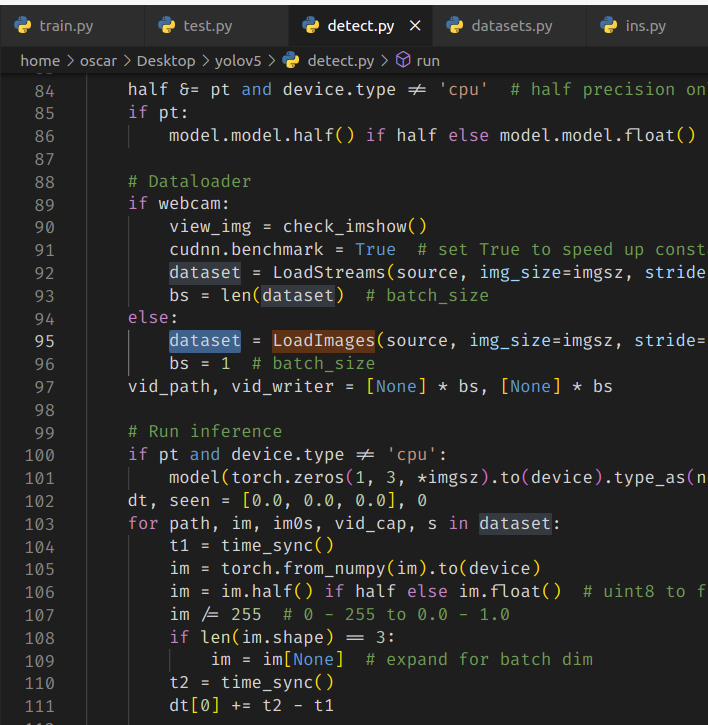 train.py test.py detect.py datasets.py ins.py
home > oscar > Desktop > yolov5 > detect.py > run
84 half &= pt and device.type != 'cpu'  # half precision on
85 if pt:
86     model.model.half() if half else model.model.float()
87
88 # Dataloader
89 if webcam:
90     view_img = check_imshow()
91     cudnn.benchmark = True  # set True to speed up const
92     dataset = LoadStreams(source, img_size=imgsz, stride
93     bs = len(dataset)  # batch_size
94 else:
95     dataset = LoadImages(source, img_size=imgsz, stride=
96     bs = 1  # batch_size
97 vid_path, vid_writer = [None] * bs, [None] * bs
98
99 # Run inference
100 if pt and device.type != 'cpu':
101     model(torch.zeros(1, 3, *imgsz).to(device).type_as(n
102 dt, seen = [0.0, 0.0, 0.0], 0
103 for path, im, im0s, vid_cap, s in dataset:
104     t1 = time_sync()
105     im = torch.from_numpy(im).to(device)
106     im = im.half() if half else im.float()  # uint8 to f
107     im /= 255  # 0 - 255 to 0.0 - 1.0
108     if len(im.shape) == 3:
109         im = im[None]  # expand for batch dim
110     t2 = time_sync()
111     dt[0] += t2 - t1